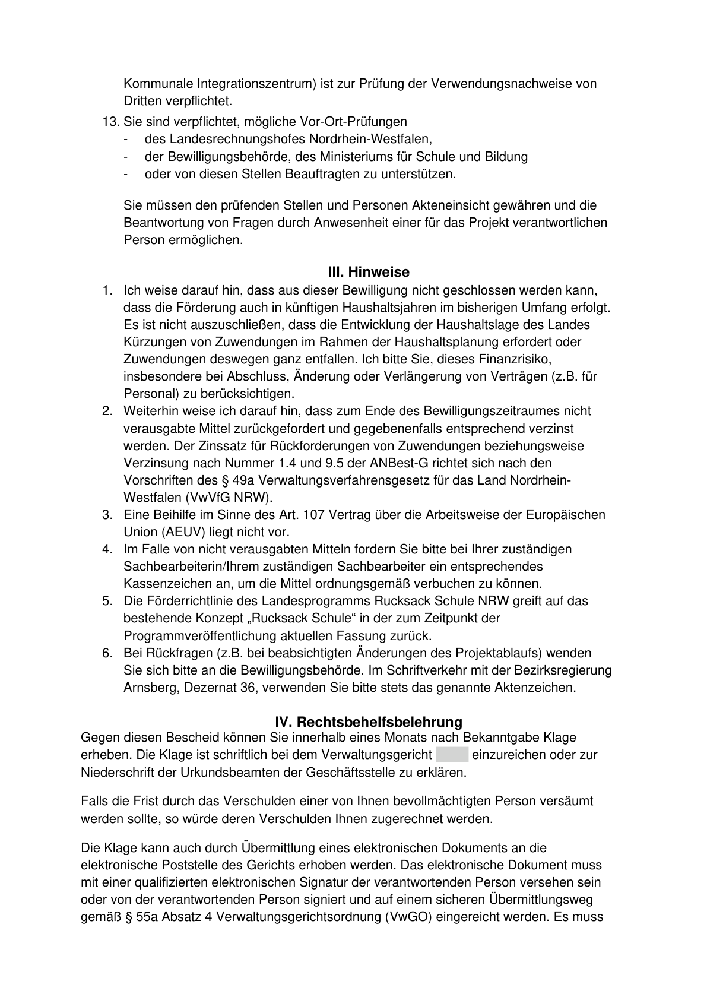 Kommunale Integrationszentrum) ist zur Prüfung der Verwendungsnachweise von
Dritten verpflichtet.
13. Sie sind verpflichtet, mögliche Vor-Ort-Prüfungen
- des Landesrechnungshofes Nordrhein-Westfalen,
- der Bewilligungsbehörde, des Ministeriums für Schule und Bildung
- oder von diesen Stellen Beauftragten zu unterstützen.
Sie müssen den prüfenden Stellen und Personen Akteneinsicht gewähren und die
Beantwortung von Fragen durch Anwesenheit einer für das Projekt verantwortlichen
Person ermöglichen.
III. Hinweise
1. Ich weise darauf hin, dass aus dieser Bewilligung nicht geschlossen werden kann,
dass die Förderung auch in künftigen Haushaltsjahren im bisherigen Umfang erfolgt.
Es ist nicht auszuschließen, dass die Entwicklung der Haushaltslage des Landes
Kürzungen von Zuwendungen im Rahmen der Haushaltsplanung erfordert oder
Zuwendungen deswegen ganz entfallen. Ich bitte Sie, dieses Finanzrisiko,
insbesondere bei Abschluss, Änderung oder Verlängerung von Verträgen (z.B. für
Personal) zu berücksichtigen.
2. Weiterhin weise ich darauf hin, dass zum Ende des Bewilligungszeitraumes nicht
verausgabte Mittel zurückgefordert und gegebenenfalls entsprechend verzinst
werden. Der Zinssatz für Rückforderungen von Zuwendungen beziehungsweise
Verzinsung nach Nummer 1.4 und 9.5 der ANBest-G richtet sich nach den
Vorschriften des § 49a Verwaltungsverfahrensgesetz für das Land Nordrhein-
Westfalen (VwVfG NRW).
3. Eine Beihilfe im Sinne des Art. 107 Vertrag über die Arbeitsweise der Europäischen
Union (AEUV) liegt nicht vor.
4. Im Falle von nicht verausgabten Mitteln fordern Sie bitte bei Ihrer zuständigen
Sachbearbeiterin/Ihrem zuständigen Sachbearbeiter ein entsprechendes
Kassenzeichen an, um die Mittel ordnungsgemäß verbuchen zu können.
5. Die Förderrichtlinie des Landesprogramms Rucksack Schule NRW greift auf das
bestehende Konzept „Rucksack Schule“ in der zum Zeitpunkt der
Programmveröffentlichung aktuellen Fassung zurück.
6. Bei Rückfragen (z.B. bei beabsichtigten Änderungen des Projektablaufs) wenden
Sie sich bitte an die Bewilligungsbehörde. Im Schriftverkehr mit der Bezirksregierung
Arnsberg, Dezernat 36, verwenden Sie bitte stets das genannte Aktenzeichen.
IV. Rechtsbehelfsbelehrung
Gegen diesen Bescheid können Sie innerhalb eines Monats nach Bekanntgabe Klage
erheben. Die Klage ist schriftlich bei dem Verwaltungsgericht einzureichen oder zur
Niederschrift der Urkundsbeamten der Geschäftsstelle zu erklären.
Falls die Frist durch das Verschulden einer von Ihnen bevollmächtigten Person versäumt
werden sollte, so würde deren Verschulden Ihnen zugerechnet werden.
Die Klage kann auch durch Übermittlung eines elektronischen Dokuments an die
elektronische Poststelle des Gerichts erhoben werden. Das elektronische Dokument muss
mit einer qualifizierten elektronischen Signatur der verantwortenden Person versehen sein
oder von der verantwortenden Person signiert und auf einem sicheren Übermittlungsweg
gemäß § 55a Absatz 4 Verwaltungsgerichtsordnung (VwGO) eingereicht werden. Es muss